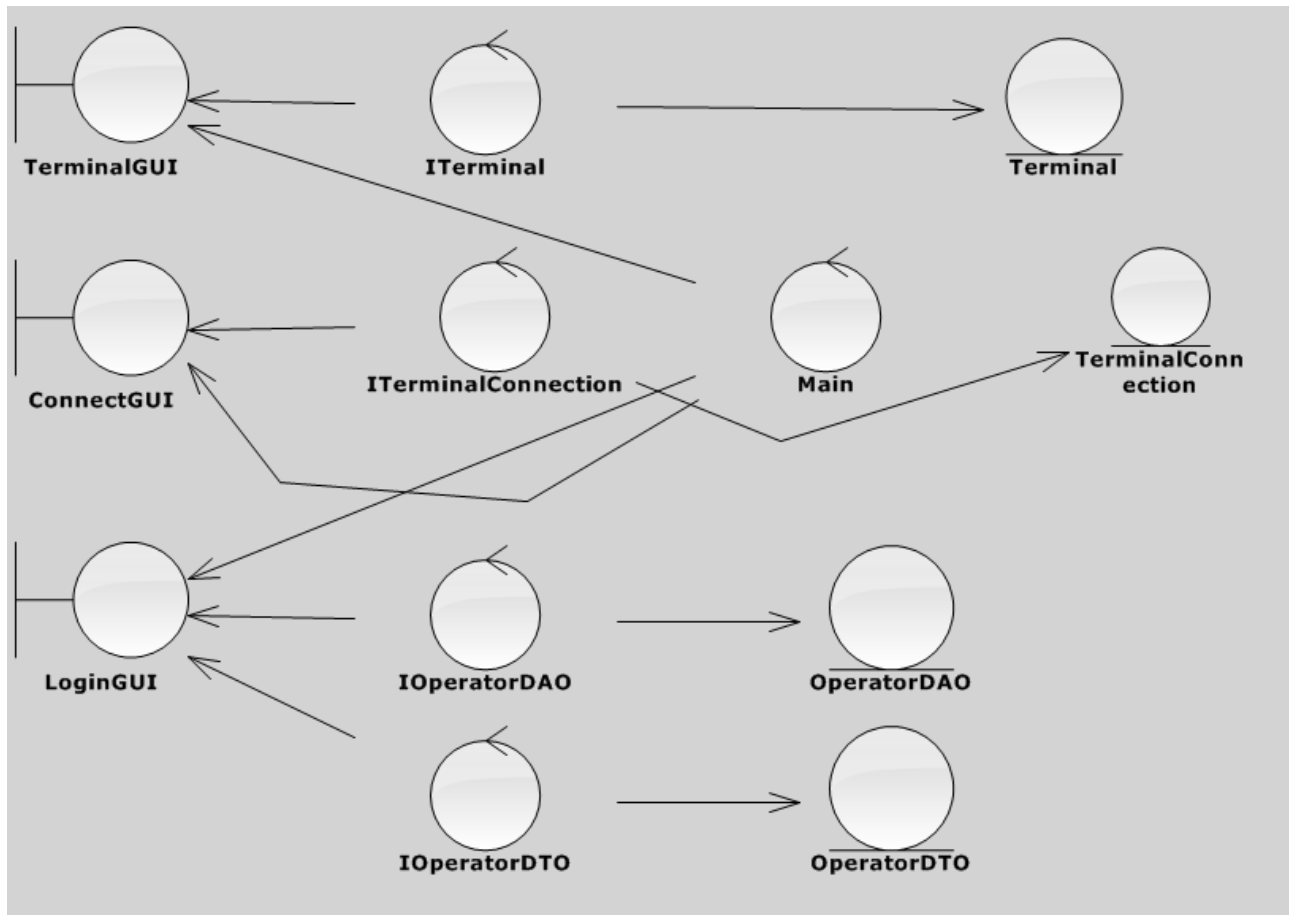 TerminalGUI
ITerminal
Terminal
ConnectGUI
ITerminalConnection
Main
TerminalConn
ection
LoginGUI
IOperatorDAO
OperatorDAO
IOperatorDTO
OperatorDTO